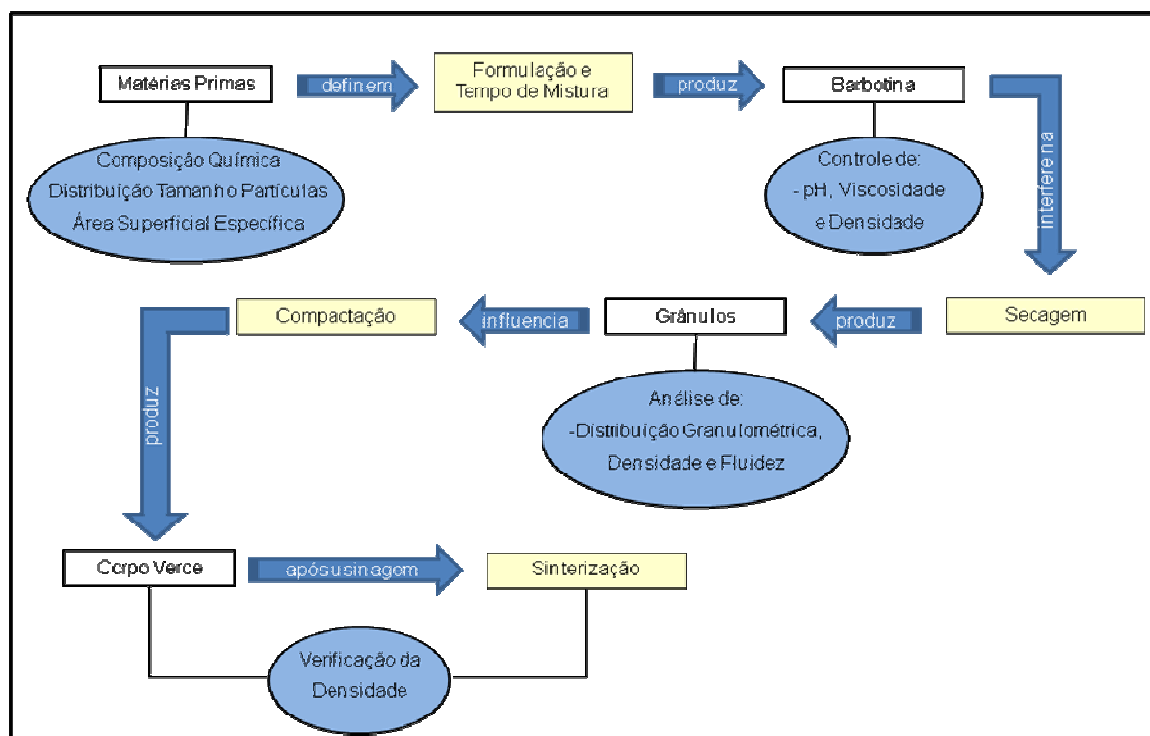 Matérias Primas
definem
Formulação e
Tempo de Mistura
produz
Barbotina
Composição Química
Distribuição Tamanho Partículas
Área Superficial Específica
Controle de:
- pH, Viscosidade
e Densidade
interfere na
Compactação
influencia
Grânulos
produz
Secagem
produz
Análise de:
-Distribuição Granulométrica,
Densidade e Fluidez
Corpo Verce
após usinagom
Sinterização
Verificação da
Densidade